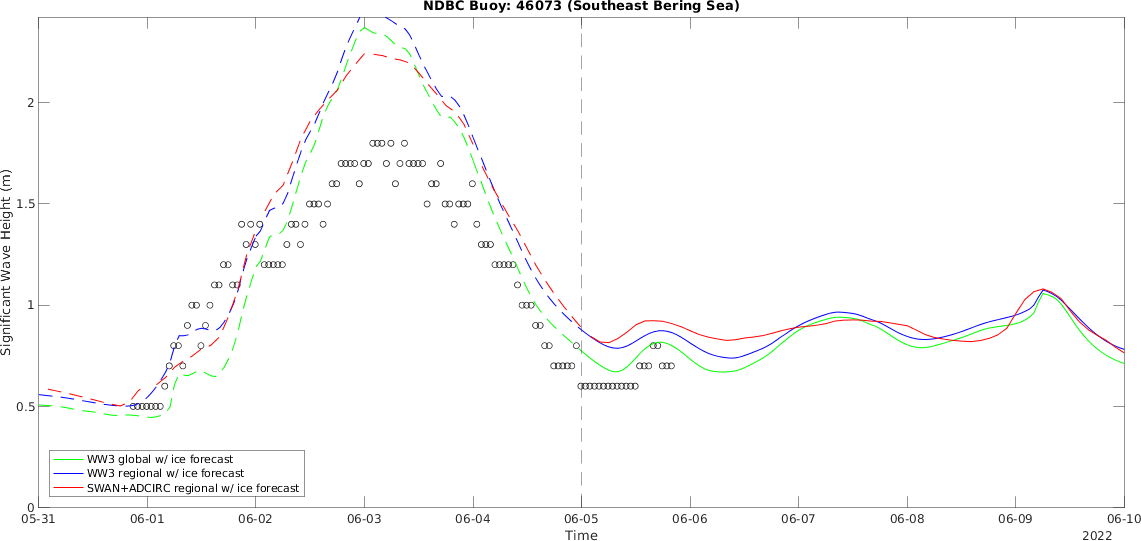 NDBC Buoy: 46073 (Southeast Bering Sea)
Significant Wave Height (m)
2
1.5
1
0.5
0
WW3 global w/ ice forecast
WW3 regional w/ ice forecast
SWAN+ADCIRC regional w/ ice forecast
05-31 06-01 06-02 06-03 06-04 06-05 06-06 06-07 06-08 06-09 06-10
Time 2022